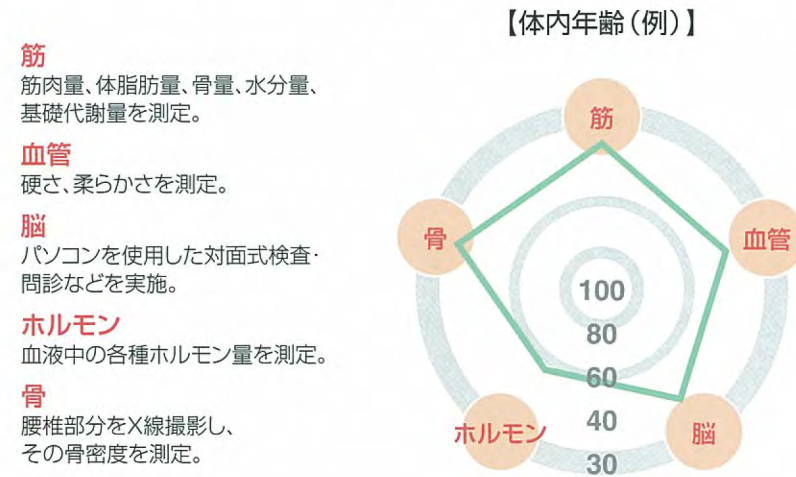 【体内年齢(例)】
筋
筋肉量、体脂肪量、骨量、水分量、
基礎代謝量を測定。
血管
硬さ、柔らかさを測定。
脳
パソコンを使用した対面式検査・
問診などを実施。
ホルモン
血液中の各種ホルモン量を測定。
骨
腰椎部分をX線撮影し、
その骨密度を測定。
筋
骨
血管
100
80
60
40
30
ホルモン
脳